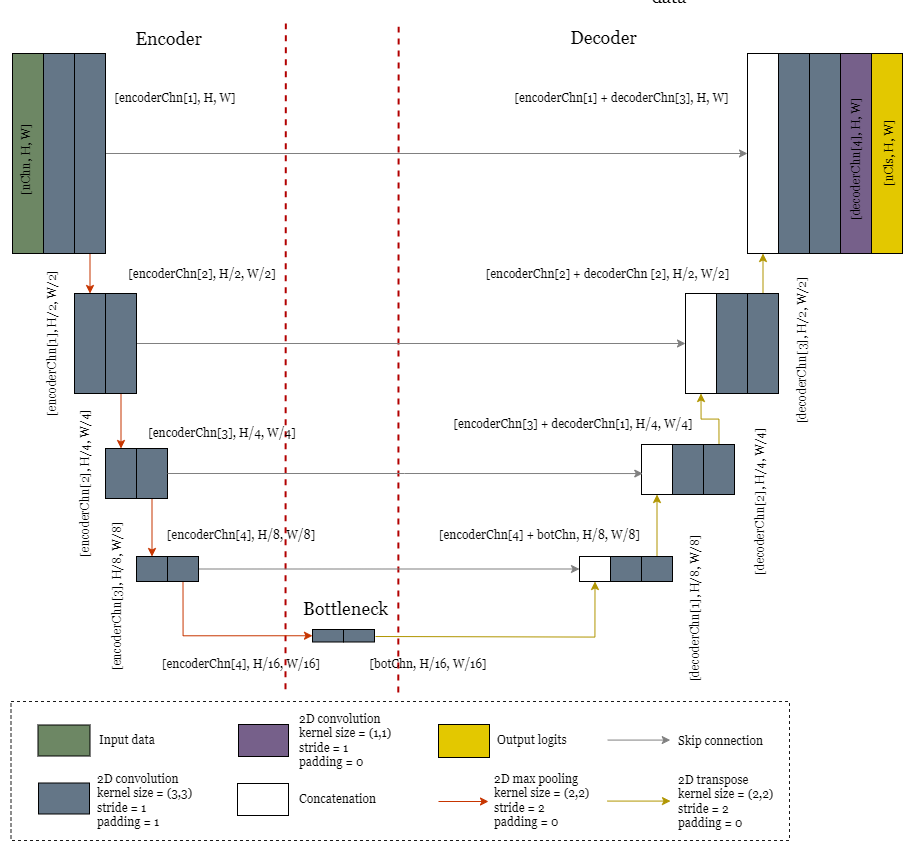 data
Encoder
Decoder
[encoderChn[1], H, W]
[encoderChn[1] + decoderChn[3], H, W]
[nChn, H, W]
[decoderChn[4], H, W]
[nCls, H, W]
[encoderChn[2], H/2, W/2]
[encoderChn[2] + decoderChn [2], H/2, W/2]
[encoderChn[1], H/2, W/2]
[decoderChn[3], H/2, W/2]
[encoderChn[3], H/4, W/4]
[encoderChn[3] + decoderChn[1], H/4, W/4]
[encoderChn[2], H/4, W/4]
[decoderChn[2], H/4, W/4]
[encoderChn[4], H/8, W/8]
[encoderChn[4] + botChn, H/8, W/8]
[encoderChn[3], H/8, W/8]
[decoderChn[1], H/8, W/8]
Bottleneck
[encoderChn[4], H/16, W/16]
[botChn, H/16, W/16]
Input data
2D convolution
kernel size = (1,1)
stride = 1
padding = 0
Output logits
Skip connection
2D convolution
kernel size = (3,3)
stride = 1
padding = 1
Concatenation
2D max pooling
kernel size = (2,2)
stride = 2
padding = 0
2D transpose
kernel size = (2,2)
stride = 2
padding = 0